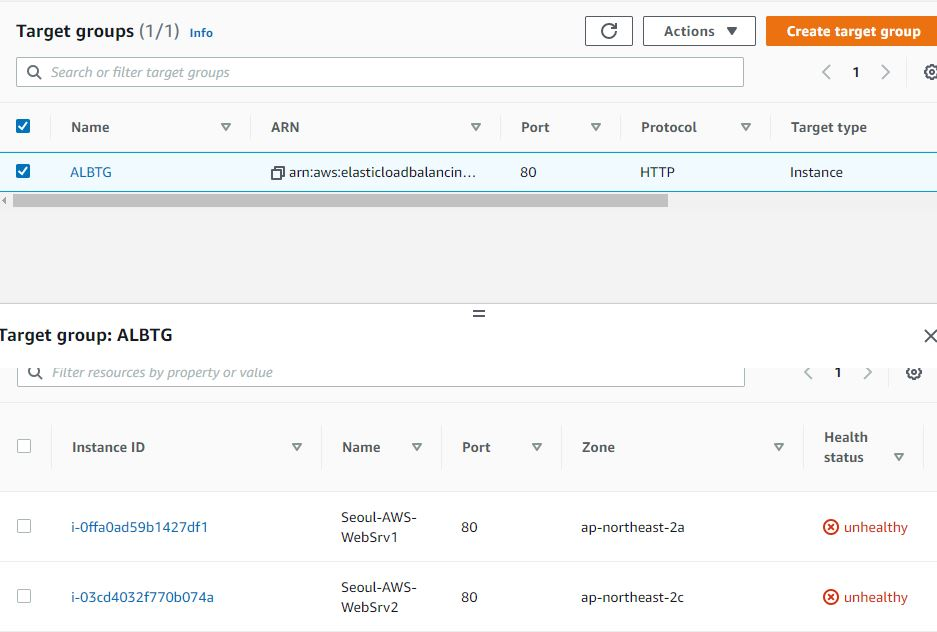 Target groups (1/1) Info
Actions
Create target group
Search or filter target groups
1
Name ARN Port Protocol Target type
ALBTG arn:aws:elasticloadbalancin... 80 HTTP Instance
Target group: ALBTG
Filter resources by property or value
1
Instance ID Name Port Zone Health
status
i-0ffa0ad59b1427df1 Seoul-AWS-
WebSrv1 80 ap-northeast-2a unhealthy
i-03cd4032f770b074a Seoul-AWS-
WebSrv2 80 ap-northeast-2c unhealthy